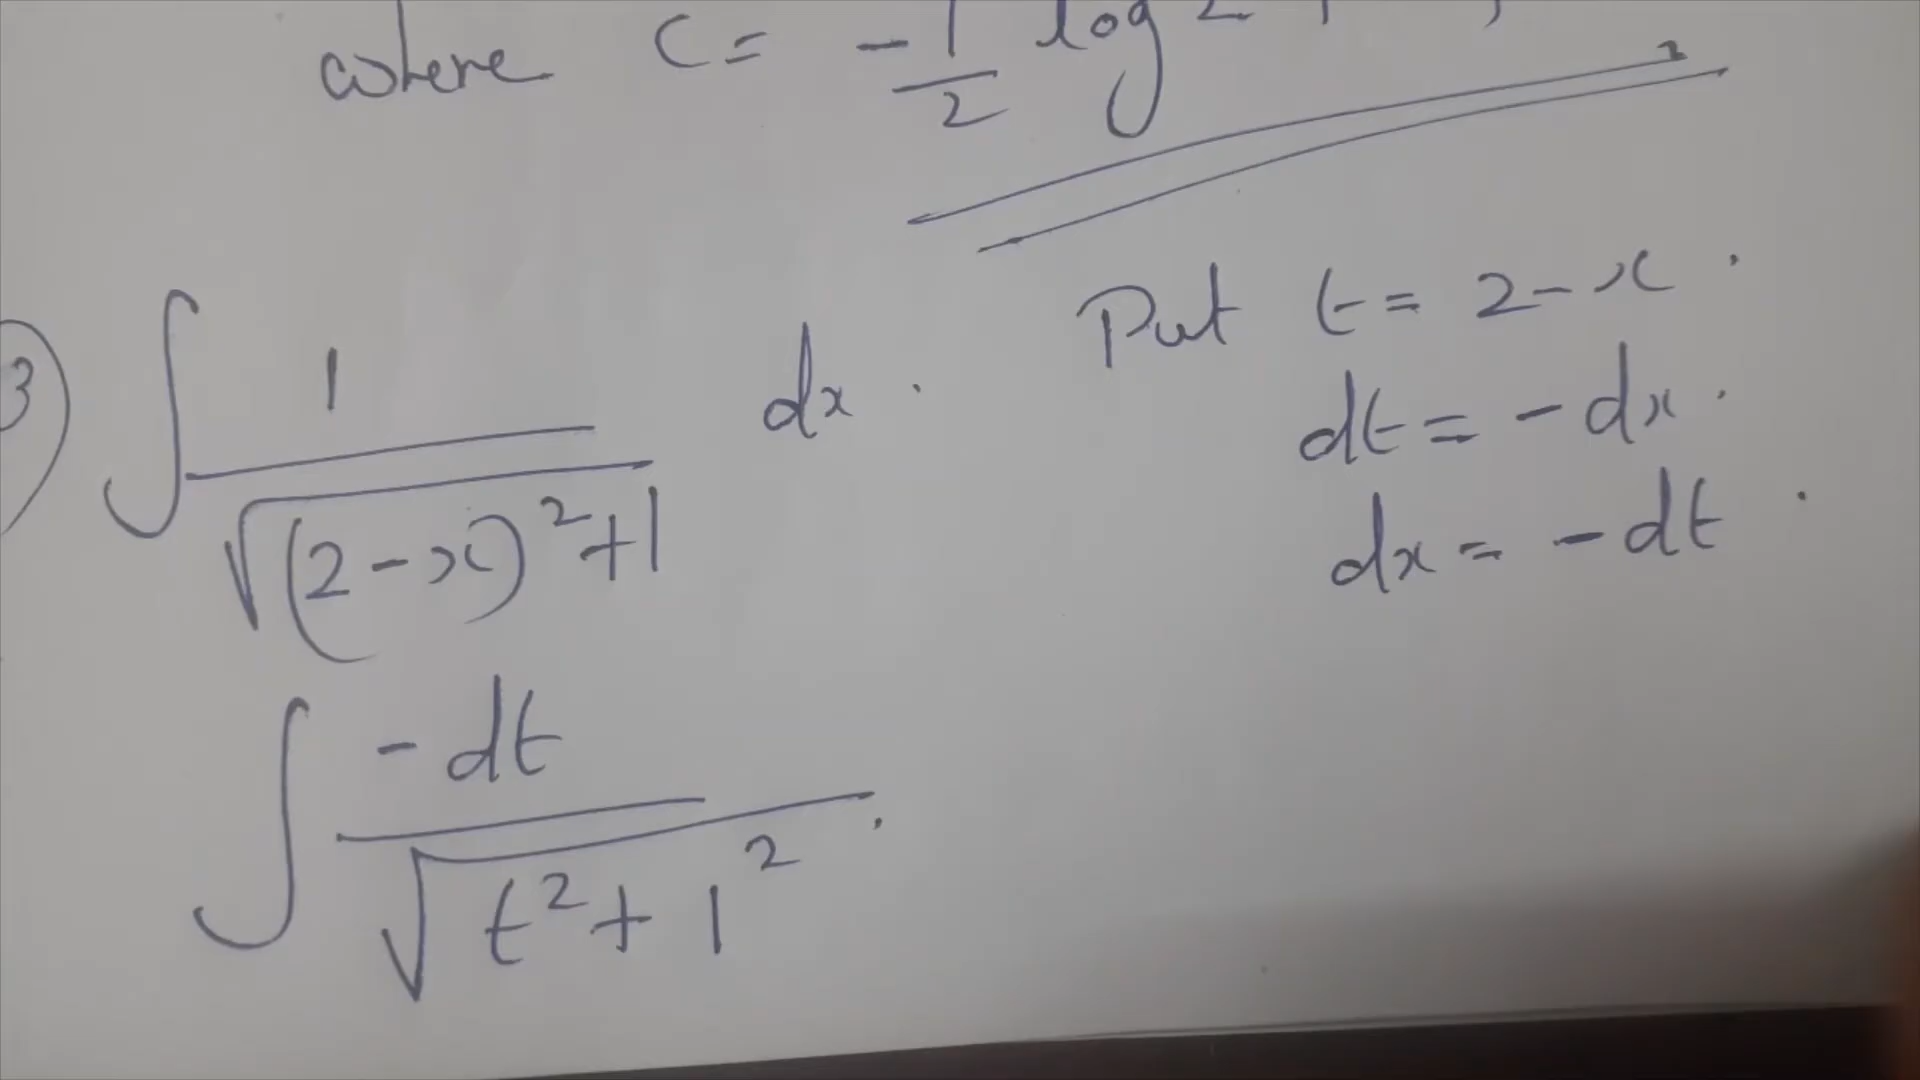 where C = -1/2 log 2
3) ∫ 1/√((2-x)²+1) dx . Put t = 2-x .
dt = -dx .
dx = -dt .
∫ -dt/√(t²+1²) .